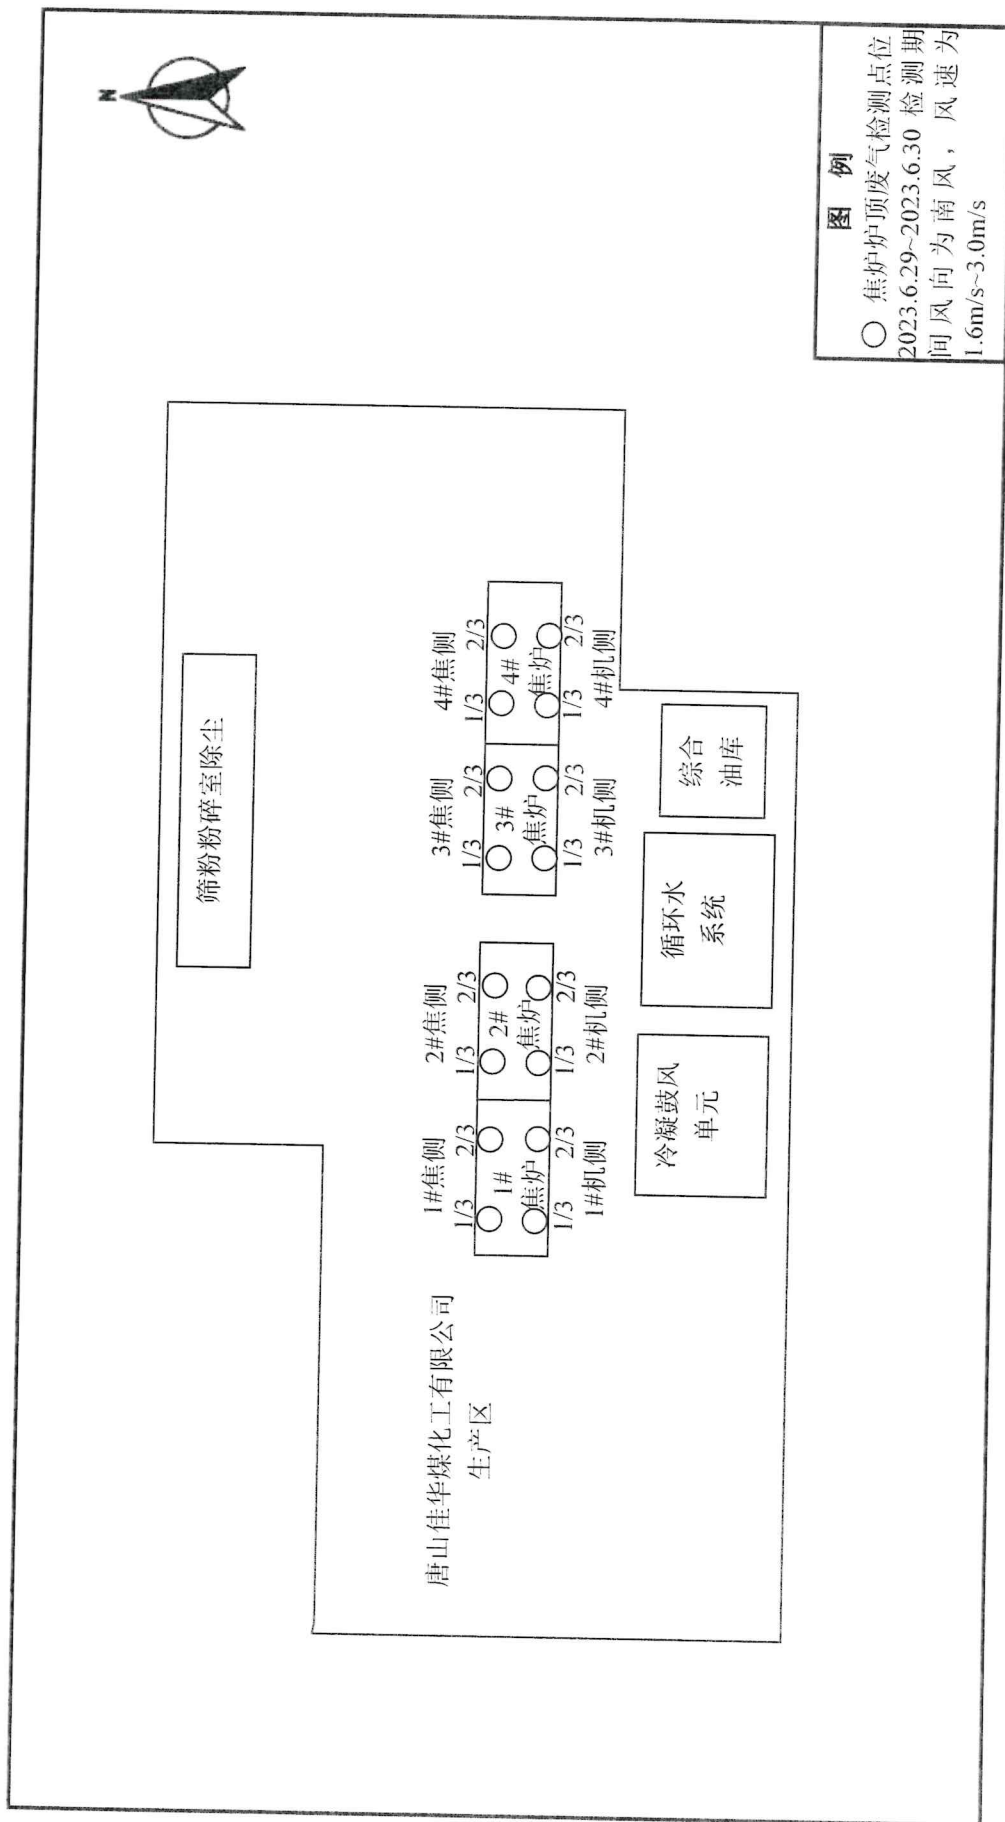 N
筛粉粉碎室除尘
1#焦侧
2#焦侧
3#焦侧
4#焦侧
1/3
2/3
1/3
2/3
1/3
2/3
1/3
2/3
1#
焦炉
2#
焦炉
3#
焦炉
4#
焦炉
1/3
2/3
1/3
2/3
1/3
2/3
1/3
2/3
1#机侧
2#机侧
3#机侧
4#机侧
唐山佳华煤化工有限公司
生产区
冷凝鼓风
单元
循环水
系统
综合
油库
图 例
○ 焦炉炉顶废气检测点位
2023.6.29~2023.6.30 检测期
间风向为南风，风速为
1.6m/s~3.0m/s